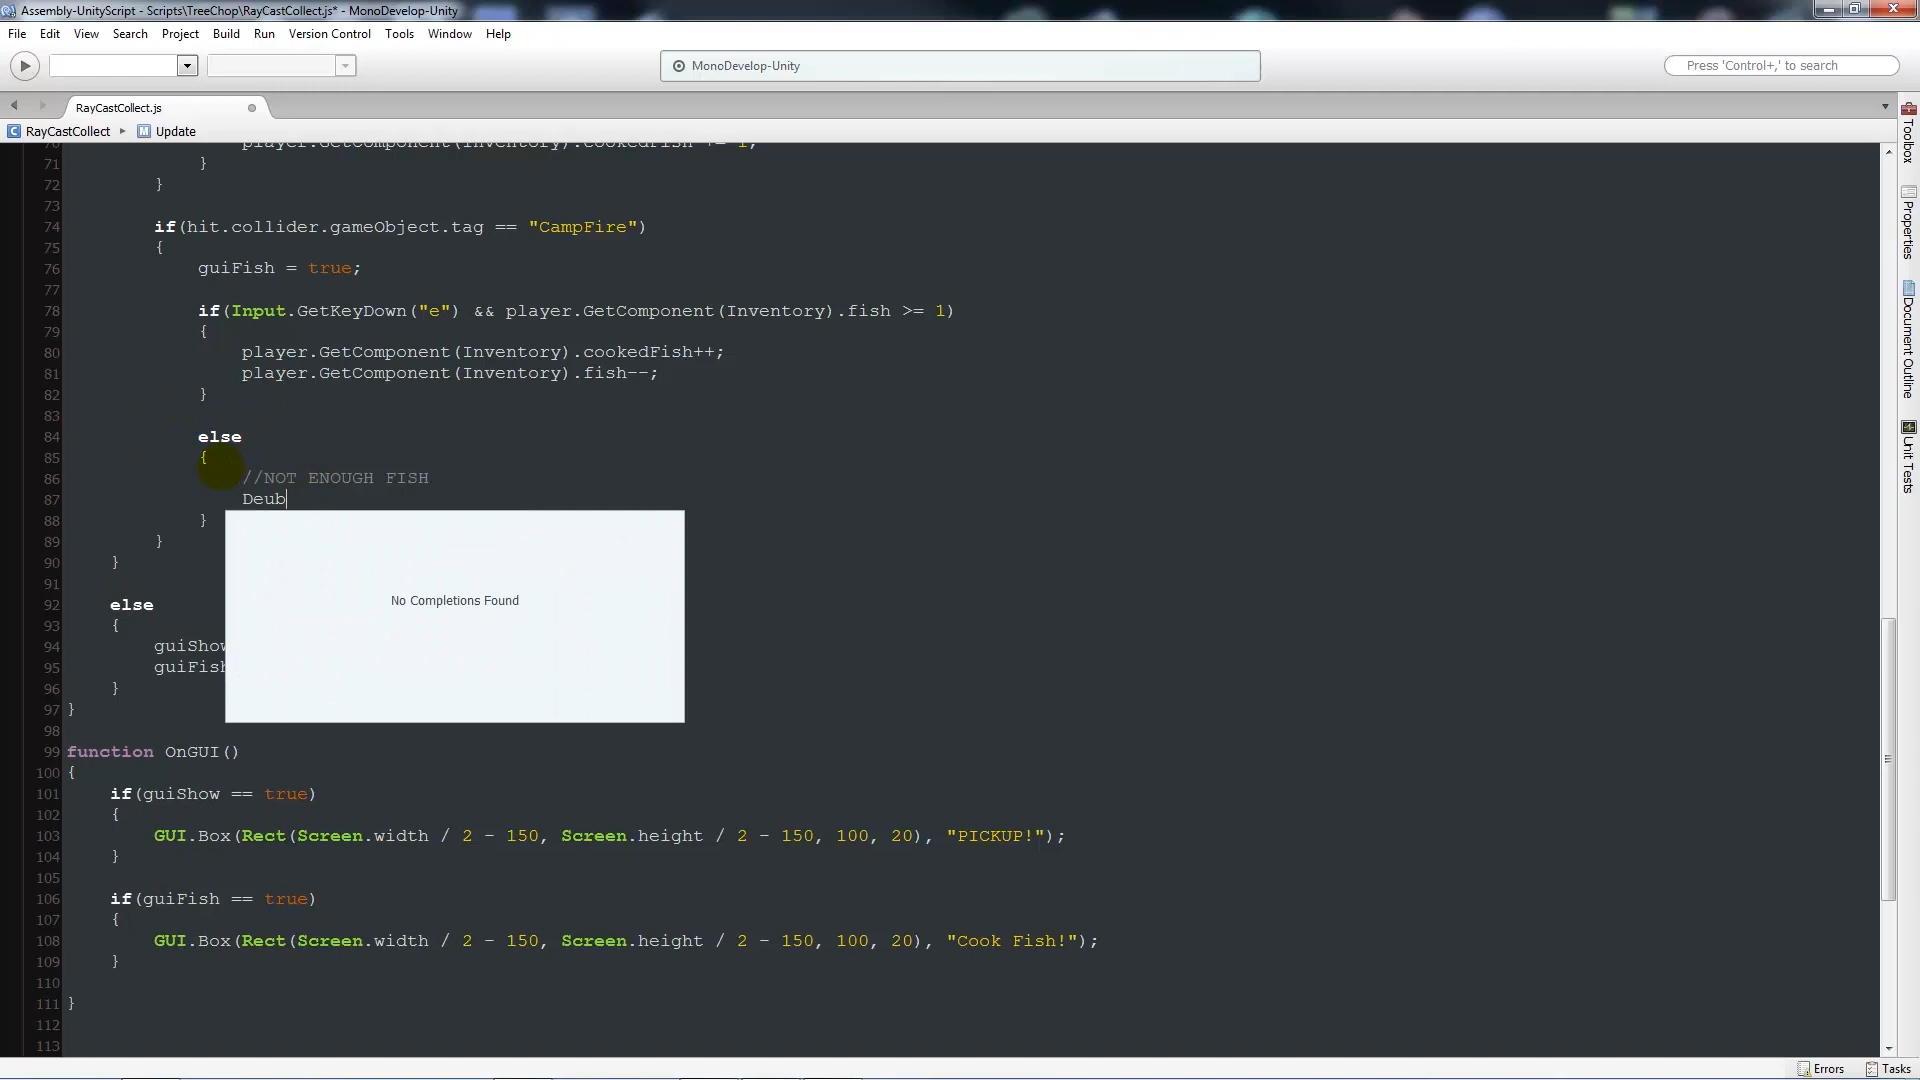 Assembly-UnityScript - Scripts\TreeChop\RayCastCollect.js* - MonoDevelop-Unity
File Edit View Search Project Build Run Version Control Tools Window Help
MonoDevelop-Unity
Press 'Control+,' to search
RayCastCollect.js
RayCastCollect Update
70 player.GetComponent(Inventory).cookedFish += 1;
71 }
72 }
73
74 if(hit.collider.gameObject.tag == "CampFire")
75 {
76 guiFish = true;
77
78 if(Input.GetKeyDown("e") && player.GetComponent(Inventory).fish >= 1)
79 {
80 player.GetComponent(Inventory).cookedFish++;
81 player.GetComponent(Inventory).fish--;
82 }
83
84 else
85 {
86 //NOT ENOUGH FISH
87 Deub
88 }
89 }
90 }
91
92 else
93 {
94 guiShow
95 guiFish
96 }
97 }
98
99 function OnGUI()
100 {
101 if(guiShow == true)
102 {
103 GUI.Box(Rect(Screen.width / 2 - 150, Screen.height / 2 - 150, 100, 20), "PICKUP!");
104 }
105
106 if(guiFish == true)
107 {
108 GUI.Box(Rect(Screen.width / 2 - 150, Screen.height / 2 - 150, 100, 20), "Cook Fish!");
109 }
110
111 }
112
113
No Completions Found
Toolbox
Properties
Document Outline
Unit Tests
Errors Tasks